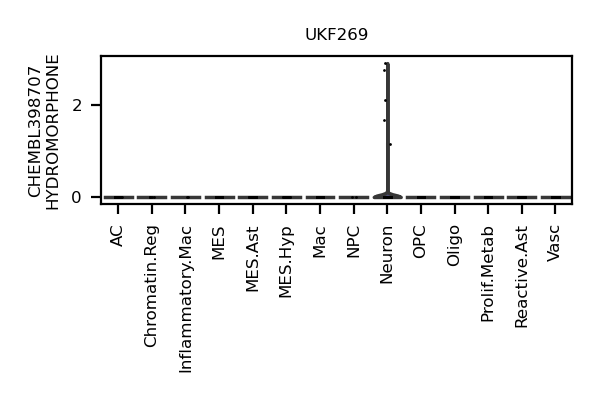 UKF269
CHEMBL398707
HYDROMORPHONE
2
0
AC
Chromatin.Reg
Inflammatory.Mac
MES
MES.Ast
MES.Hyp
Mac
NPC
Neuron
OPC
Oligo
Prolif.Metab
Reactive.Ast
Vasc